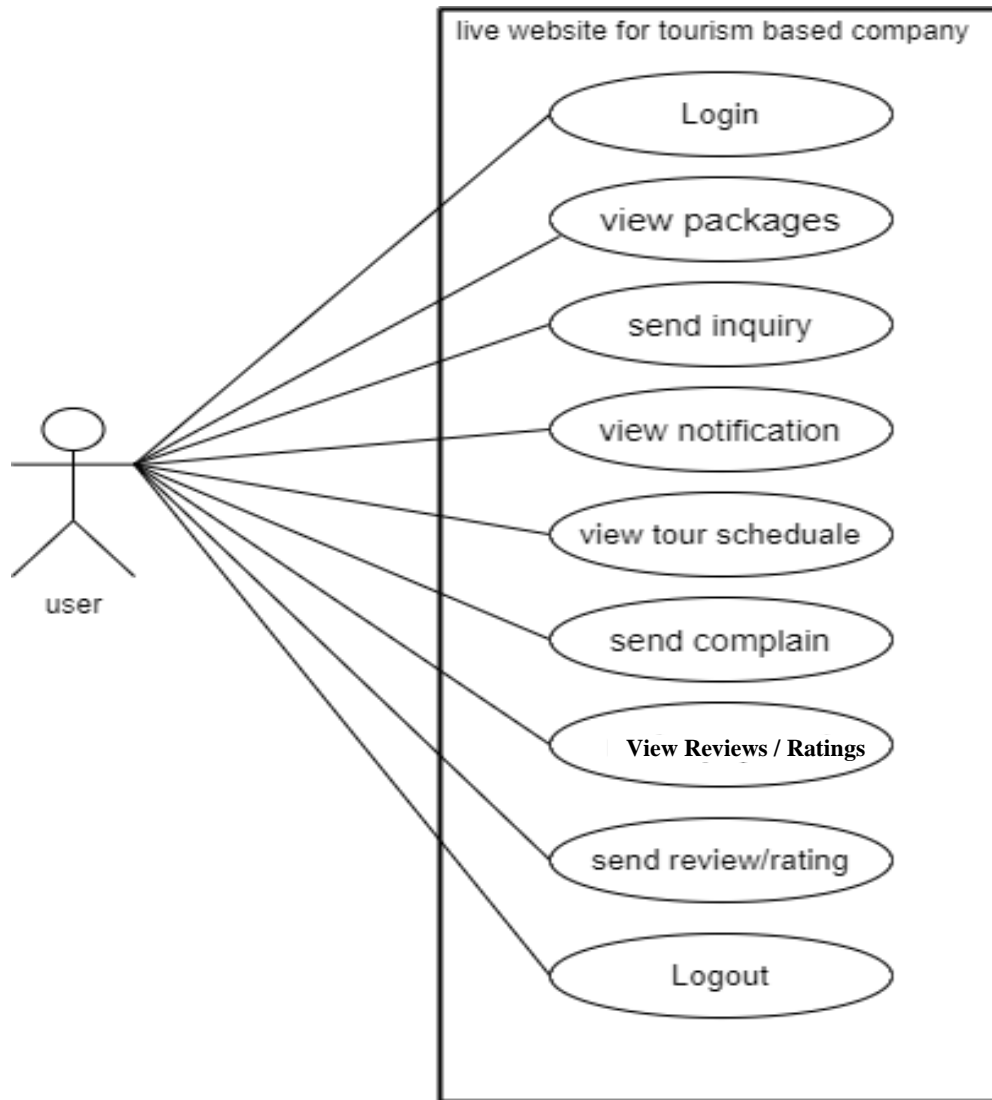 live website for tourism based company
Login
view packages
send inquiry
view notification
view tour scheduale
user
send complain
View Reviews / Ratings
send review/rating
Logout